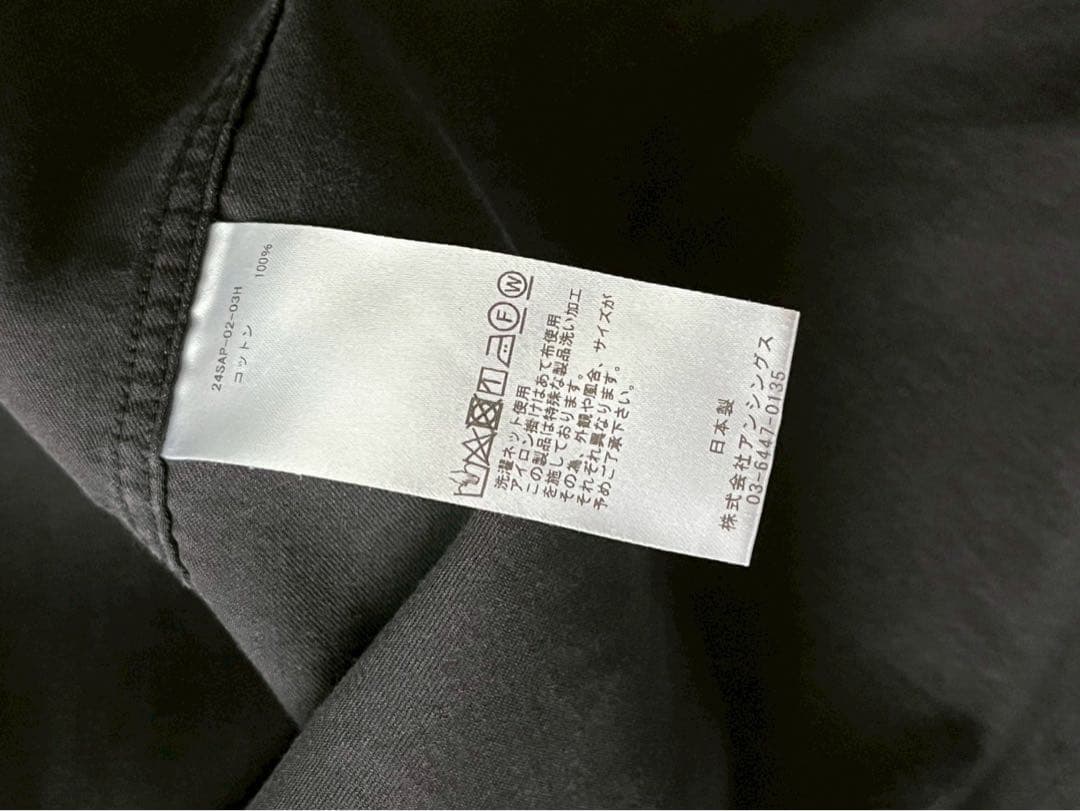 24SAP-02-03H
コットン 100%
洗濯ネット使用
アイロン掛けはあて布使用
この製品は特殊な製品洗い加工
を施しております。
その為、外観や風合、サイズが
それぞれ異なります。
予めご了承下さい。
日本製
株式会社アンシングス
03-6447-0135